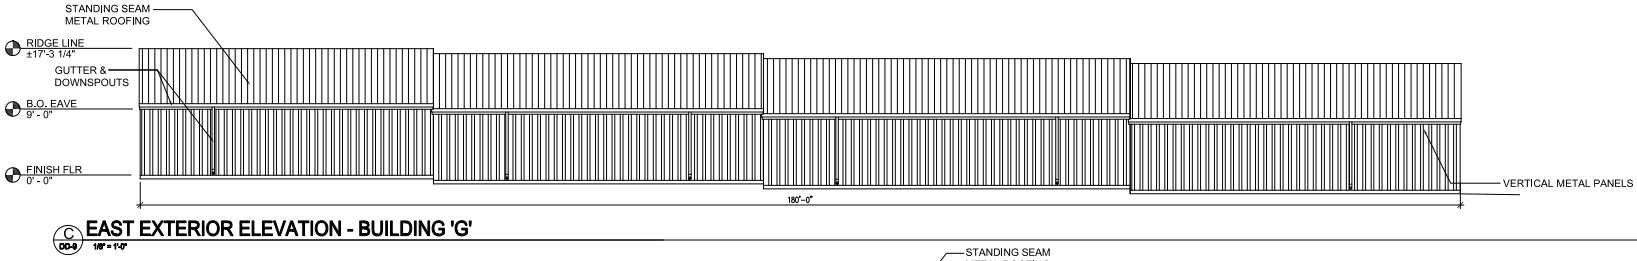 STANDING SEAM
METAL ROOFING
RIDGE LINE
±17'-3 1/4"
GUTTER &
DOWNSPOUTS
B.O. EAVE
9' - 0"
FINISH FLR
0' - 0"
VERTICAL METAL PANELS
180'-0"
C
DD-9
EAST EXTERIOR ELEVATION - BUILDING 'G'
1/8" = 1'-0"
STANDING SEAM